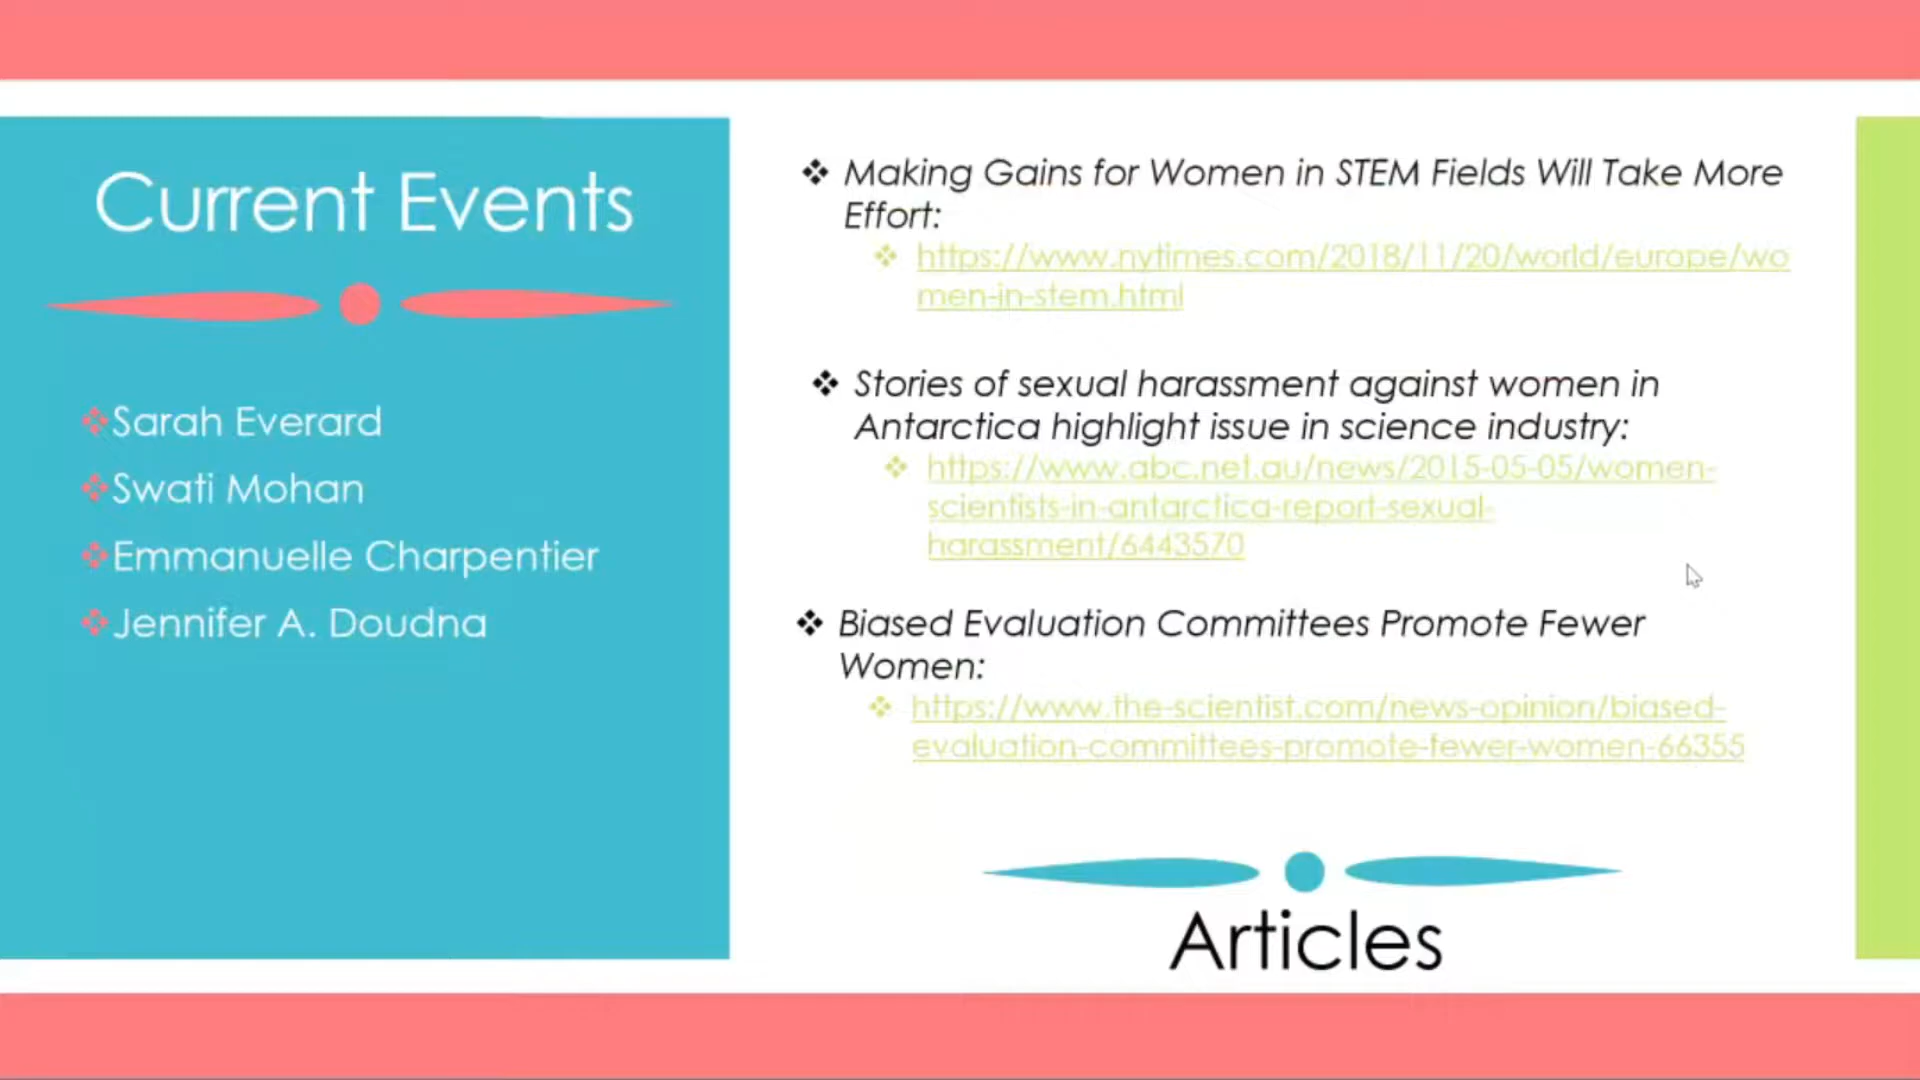 Current Events
Sarah Everard
Swati Mohan
Emmanuelle Charpentier
Jennifer A. Doudna
Making Gains for Women in STEM Fields Will Take More
Effort:
https://www.nytimes.com/2018/11/20/world/europe/wo
men-in-stem.html
Stories of sexual harassment against women in
Antarctica highlight issue in science industry:
https://www.abc.net.au/news/2015-05-05/women-
scientists-in-antarctica-report-sexual-
harassment/6443570
Biased Evaluation Committees Promote Fewer
Women:
https://www.the-scientist.com/news-opinion/biased-
evaluation-committees-promote-fewer-women-66355
Articles